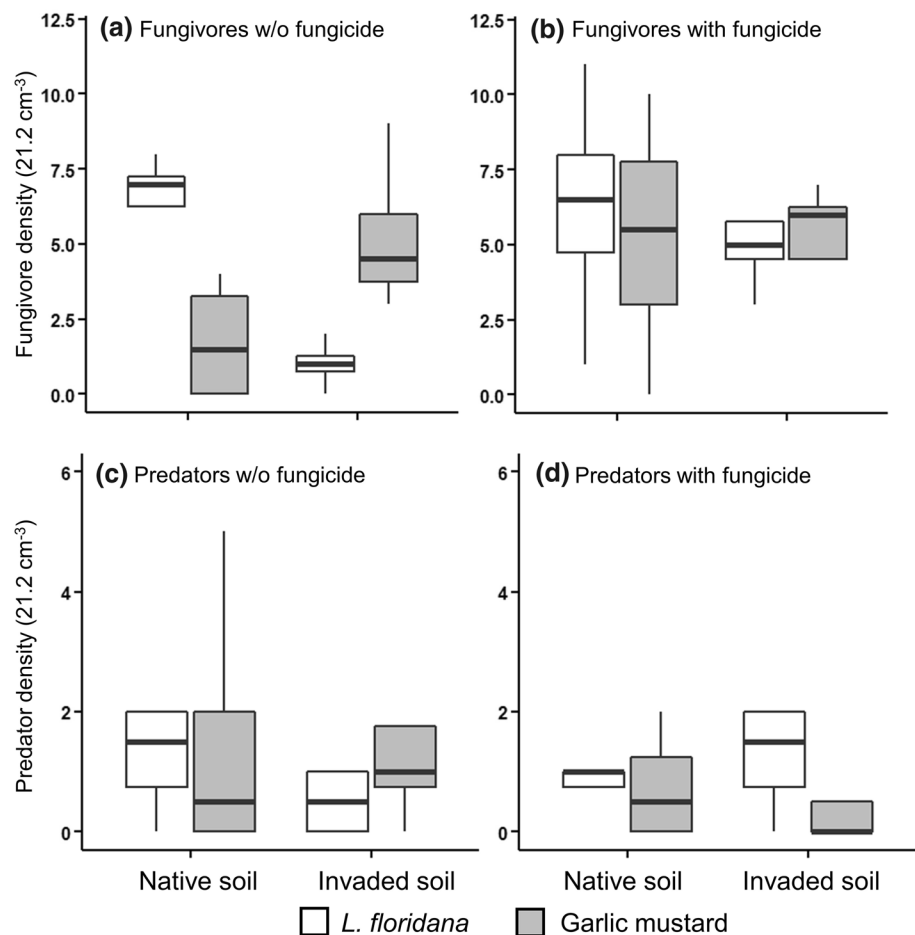 (a) Fungivores w/o fungicide
12.5
10.0
7.5
5.0
2.5
0.0
Fungivore density (21.2 cm⁻³)
(b) Fungivores with fungicide
12.5
10.0
7.5
5.0
2.5
0.0
(c) Predators w/o fungicide
6
4
2
0
Predator density (21.2 cm⁻³)
Native soil Invaded soil
(d) Predators with fungicide
6
4
2
0
Native soil Invaded soil
L. floridana Garlic mustard